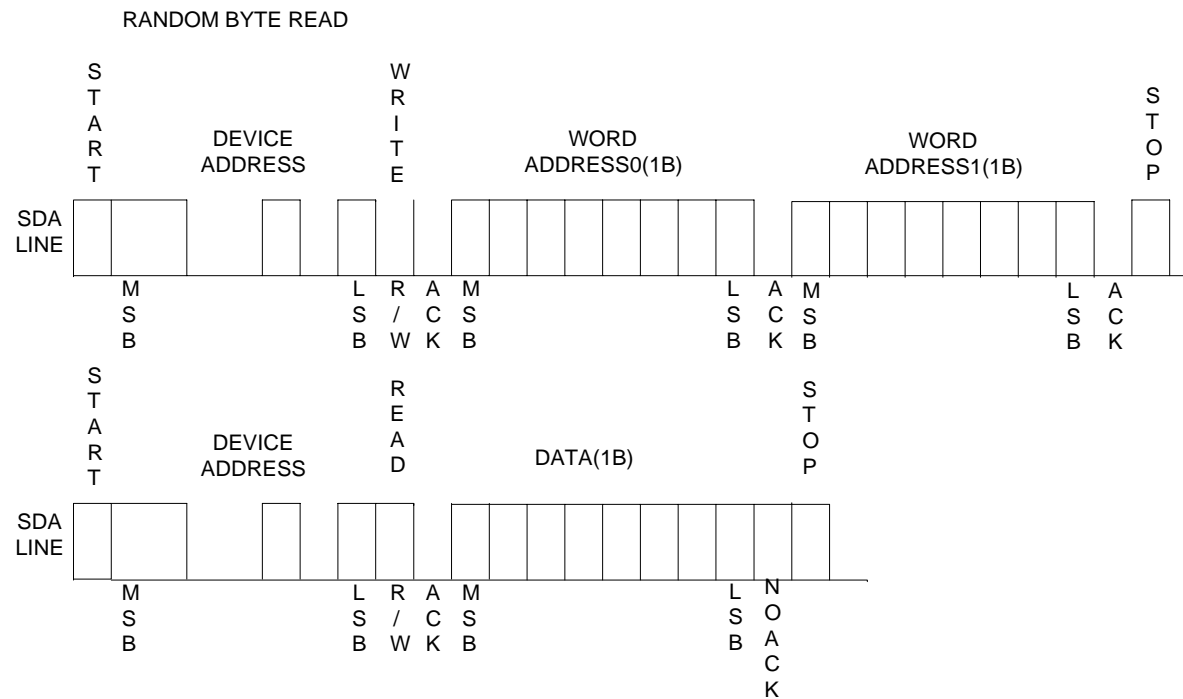 RANDOM BYTE READ
START
WRITE
STOP
DEVICE
ADDRESS
WORD
ADDRESS0(1B)
WORD
ADDRESS1(1B)
SDA
LINE
MSB
LSB
R/W
ACK
MSB
LSB
ACK
MSB
LSB
ACK
START
READ
STOP
DEVICE
ADDRESS
DATA(1B)
SDA
LINE
MSB
LSB
R/W
ACK
MSB
LSB
NOACK